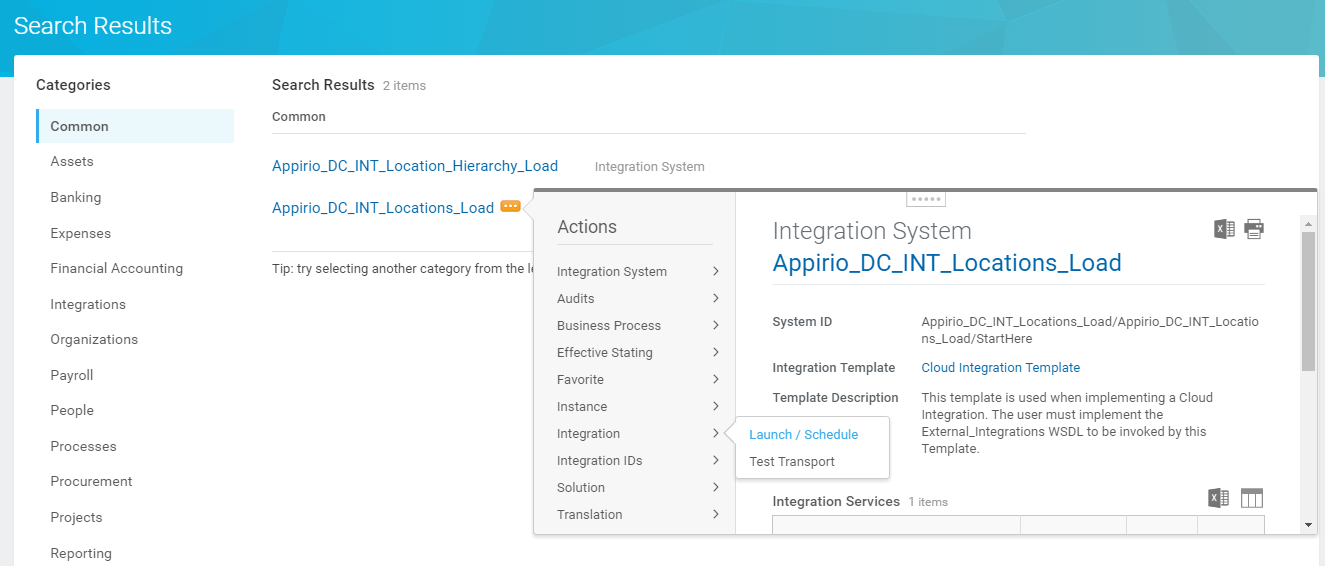 Search Results
Categories
Common
Assets
Banking
Expenses
Financial Accounting
Integrations
Organizations
Payroll
People
Processes
Procurement
Projects
Reporting
Search Results 2 items
Common
Appirio_DC_INT_Location_Hierarchy_Load Integration System
Appirio_DC_INT_Locations_Load
Tip: try selecting another category from the
Actions
Integration System
Audits
Business Process
Effective Stating
Favorite
Instance
Integration
Integration IDs
Solution
Translation
Launch / Schedule
Test Transport
Integration System
Appirio_DC_INT_Locations_Load
System ID Appirio_DC_INT_Locations_Load/Appirio_DC_INT_Locatio
ns_Load/StartHere
Integration Template Cloud Integration Template
Template Description This template is used when implementing a Cloud
Integration. The user must implement the
External_Integrations WSDL to be invoked by this
Template.
Integration Services 1 items